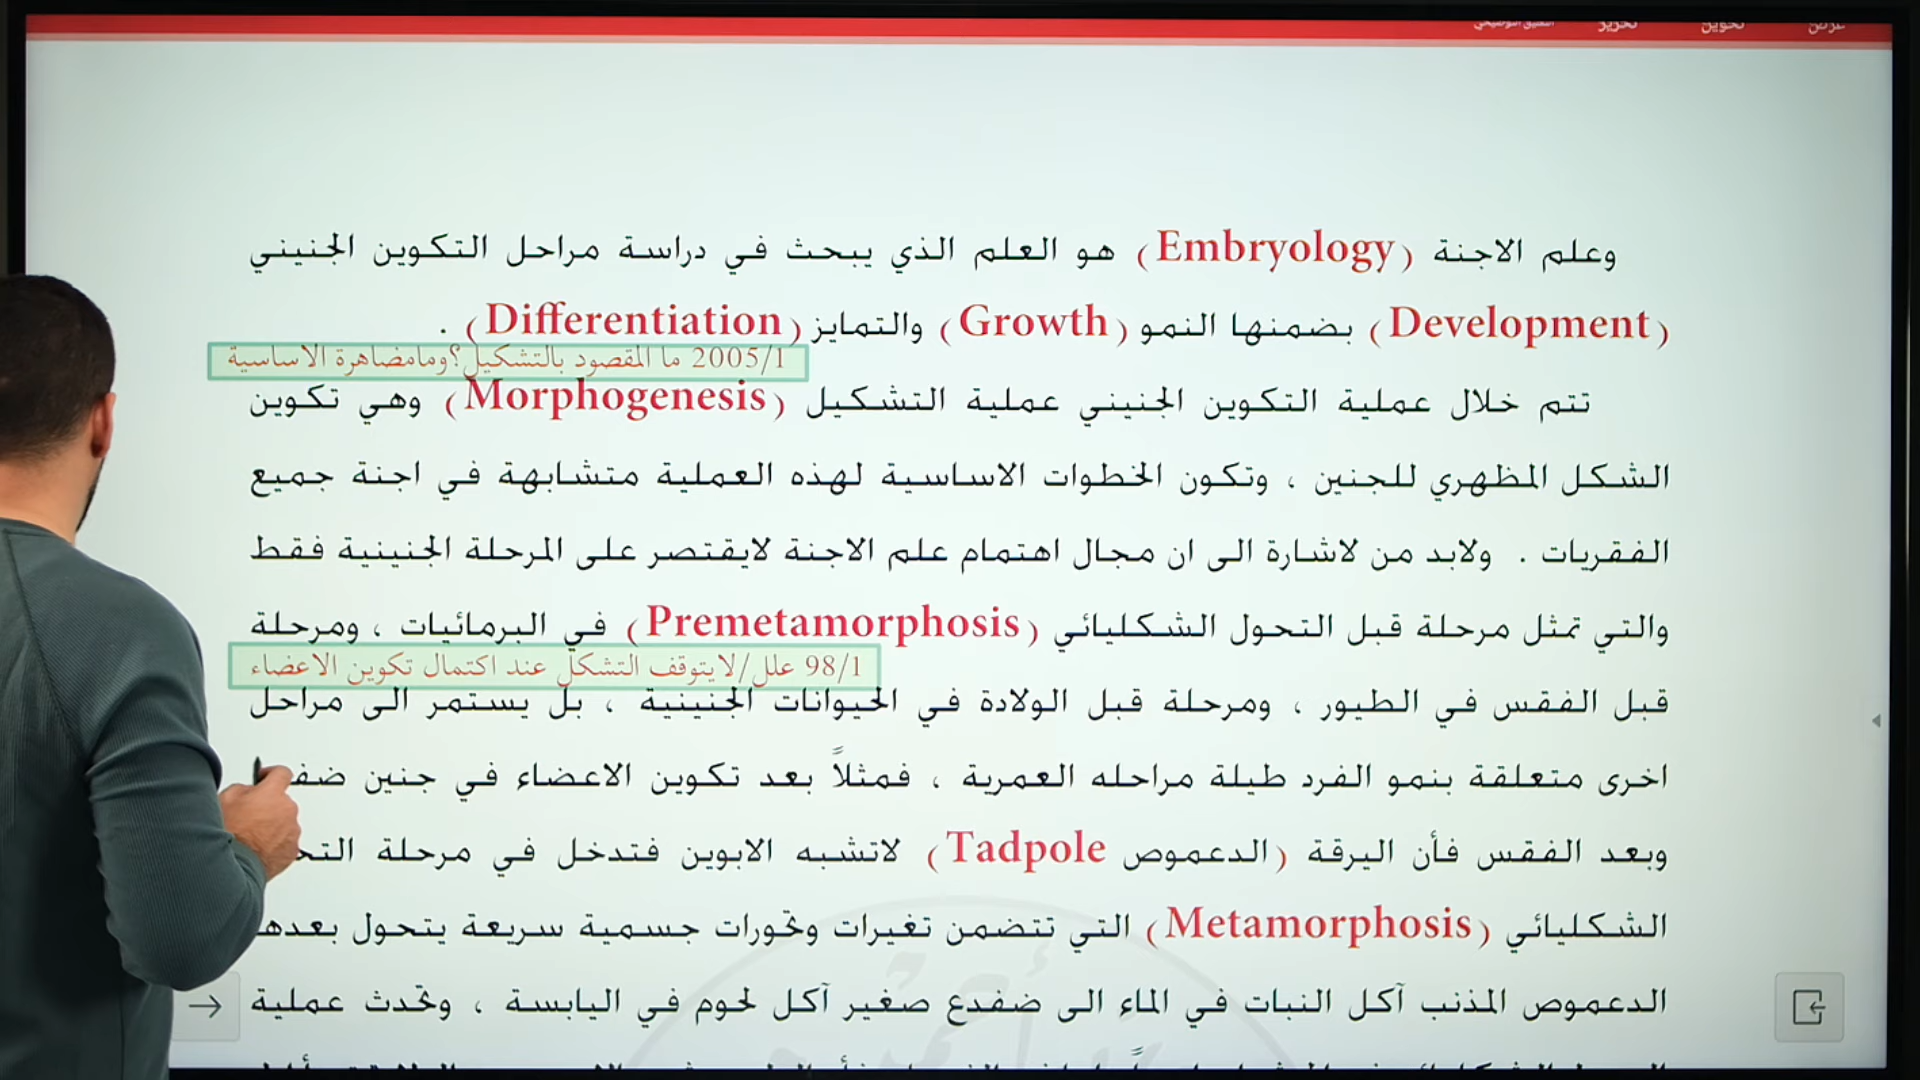 عرض تكوين تحرير
وعلم الاجنة (Embryology) هو العلم الذي يبحث في دراسة مراحل التكوين الجنيني
(Development) بضمنها النمو (Growth) والتمايز (Differentiation) .
2005/1 ما المقصود بالتشكيل؟ومامضاهرة الاساسية
تتم خلال عملية التكوين الجنيني عملية التشكيل (Morphogenesis) وهي تكوين
الشكل المظهري للجنين ، وتكون الخطوات الاساسية لهذه العملية متشابهة في اجنة جميع
الفقريات . ولابد من لاشارة الى ان مجال اهتمام علم الاجنة لايقتصر على المرحلة الجنينية فقط
والتي تمثل مرحلة قبل التحول الشكليائي (Premetamorphosis) في البرمائيات ، ومرحلة
98/1 علل/لايتوقف التشكل عند اكتمال تكوين الاعضاء
قبل الفقس في الطيور ، ومرحلة قبل الولادة في الحيوانات الجنينية ، بل يستمر الى مراحل
اخرى متعلقة بنمو الفرد طيلة مراحله العمرية ، فمثلاً بعد تكوين الاعضاء في جنين
وبعد الفقس فأن اليرقة (الدعموص Tadpole) لاتشبه الابوين فتدخل في مرحلة
الشكليائي (Metamorphosis) التي تتضمن تغيرات وتحورات جسمية سريعة يتحول بعدها
الدعموص المذنب آكل النبات في الماء الى ضفدع صغير آكل لحوم في اليابسة ، وتحدث عملية